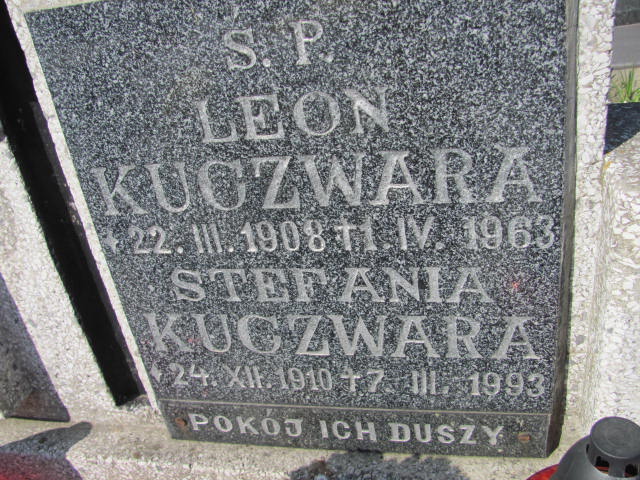 Ś. P.
LEON
KUCZWARA
* 22. III. 1908 † 1. IV. 1963
STEFANIA
KUCZWARA
* 24. XII. 1910 † 7. III. 1993
POKÓJ ICH DUSZY